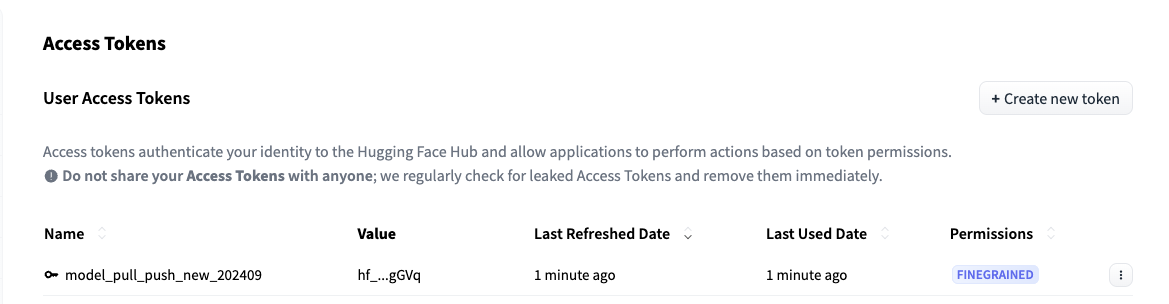 Access Tokens
User Access Tokens
+ Create new token
Access tokens authenticate your identity to the Hugging Face Hub and allow applications to perform actions based on token permissions.
Do not share your Access Tokens with anyone; we regularly check for leaked Access Tokens and remove them immediately.
Name Value Last Refreshed Date Last Used Date Permissions
model_pull_push_new_202409 hf_...gGVq 1 minute ago 1 minute ago FINEGRAINED